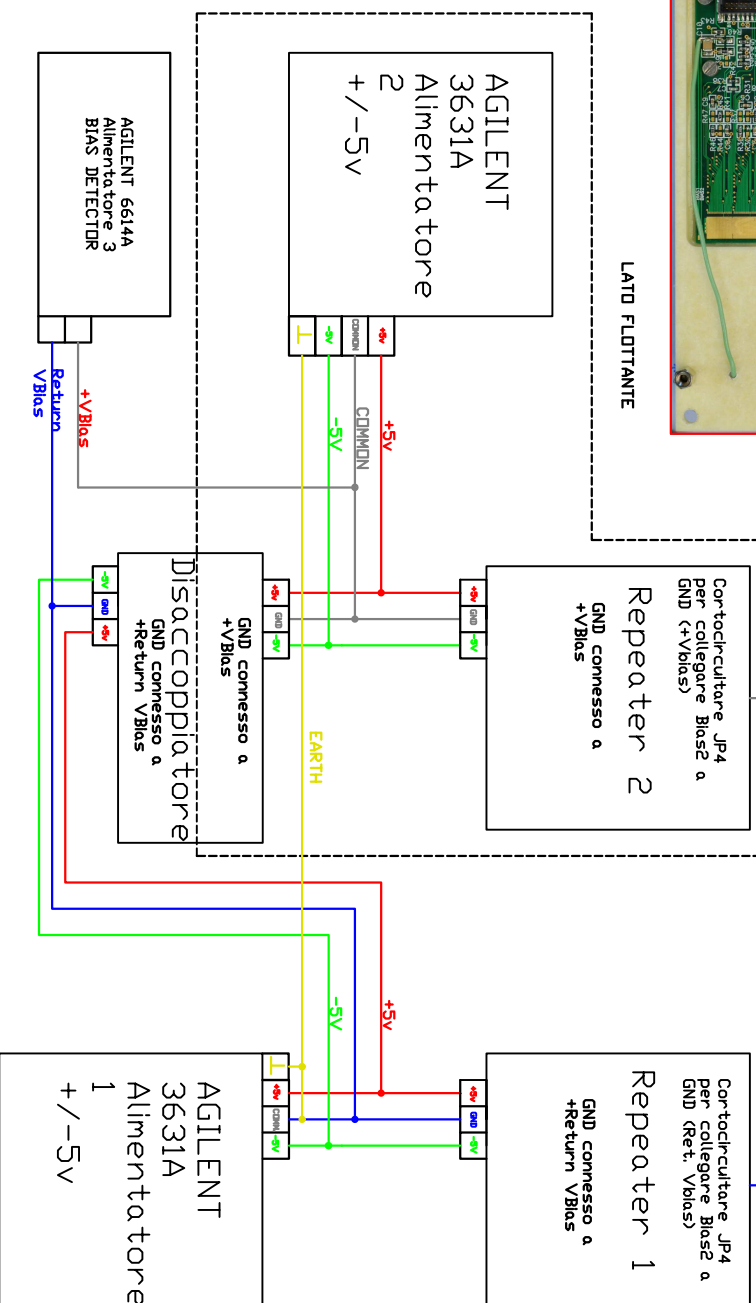 LATO FLOTTANTE
AGILENT
3631A
Alimentatore
2
+/-5v
+5v
COMMON
-5v
+5v
COMMON
-5V
AGILENT 6614A
Alimentatore 3
BIAS DETECTOR
+VBias
Return
VBias
Cortocircuitare JP4
per collegare Bias2 a
GND (+Vbias)
Repeater 2
GND connesso a
+VBias
+5v
GND
-5V
+5v
GND
-5V
GND connesso a
+VBias
Disaccoppiatore
GND connesso a
+Return VBias
-5V
GND
+5v
EARTH
+5v
-5V
Cortocircuitare JP4
per collegare Bias2 a
GND (Ret. Vbias)
Repeater 1
GND connesso a
+Return VBias
+5v
GND
-5V
+5v
COMM.
-5V
AGILENT
3631A
Alimentatore
1
+/-5v